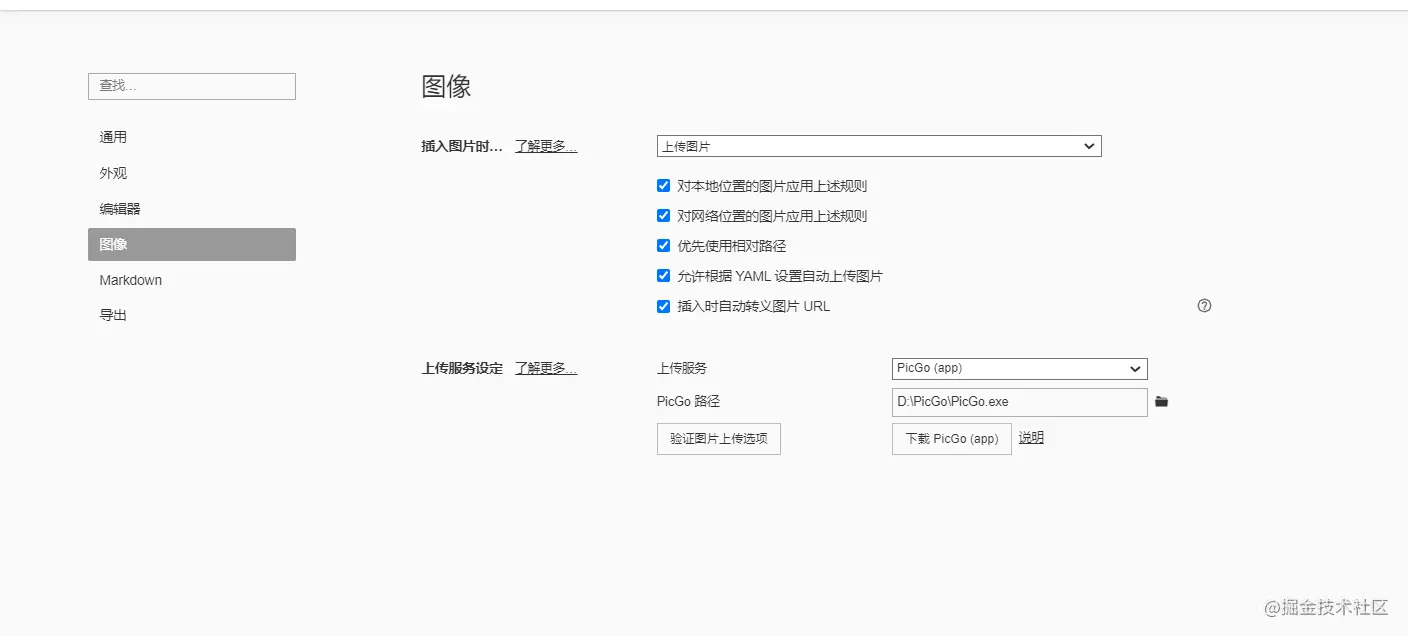 查找...
通用
外观
编辑器
图像
Markdown
导出
图像
插入图片时... 了解更多... 上传图片
对本地位置的图片应用上述规则
对网络位置的图片应用上述规则
优先使用相对路径
允许根据 YAML 设置自动上传图片
插入时自动转义图片 URL
上传服务设定 了解更多... 上传服务 PicGo (app)
PicGo 路径 D:\PicGo\PicGo.exe
验证图片上传选项 下载 PicGo (app) 说明
@掘金技术社区